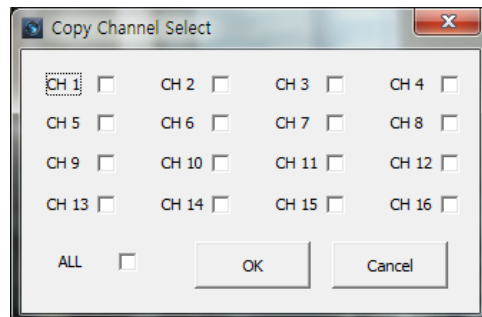 Copy Channel Select
CH 1 CH 2 CH 3 CH 4
CH 5 CH 6 CH 7 CH 8
CH 9 CH 10 CH 11 CH 12
CH 13 CH 14 CH 15 CH 16
ALL OK Cancel